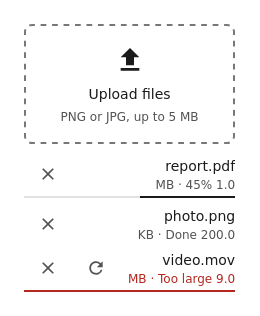 Upload files
PNG or JPG, up to 5 MB
report.pdf
MB · 45% 1.0
photo.png
KB · Done 200.0
video.mov
MB · Too large 9.0